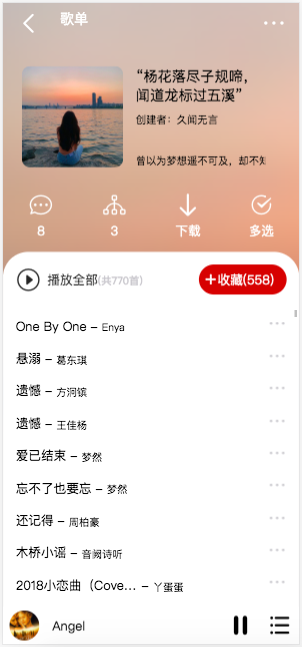 歌单
“杨花落尽子规啼，
闻道龙标过五溪”
创建者：久闻无言
曾以为梦想遥不可及，却不知
8
3
下载
多选
播放全部(共770首)
+收藏(558)
One By One – Enya
悬溺 – 葛东琪
遗憾 – 方泂镔
遗憾 – 王佳杨
爱已结束 – 梦然
忘不了也要忘 – 梦然
还记得 – 周柏豪
木桥小谣 – 音阙诗听
2018小恋曲（Cove... – 丫蛋蛋
Angel